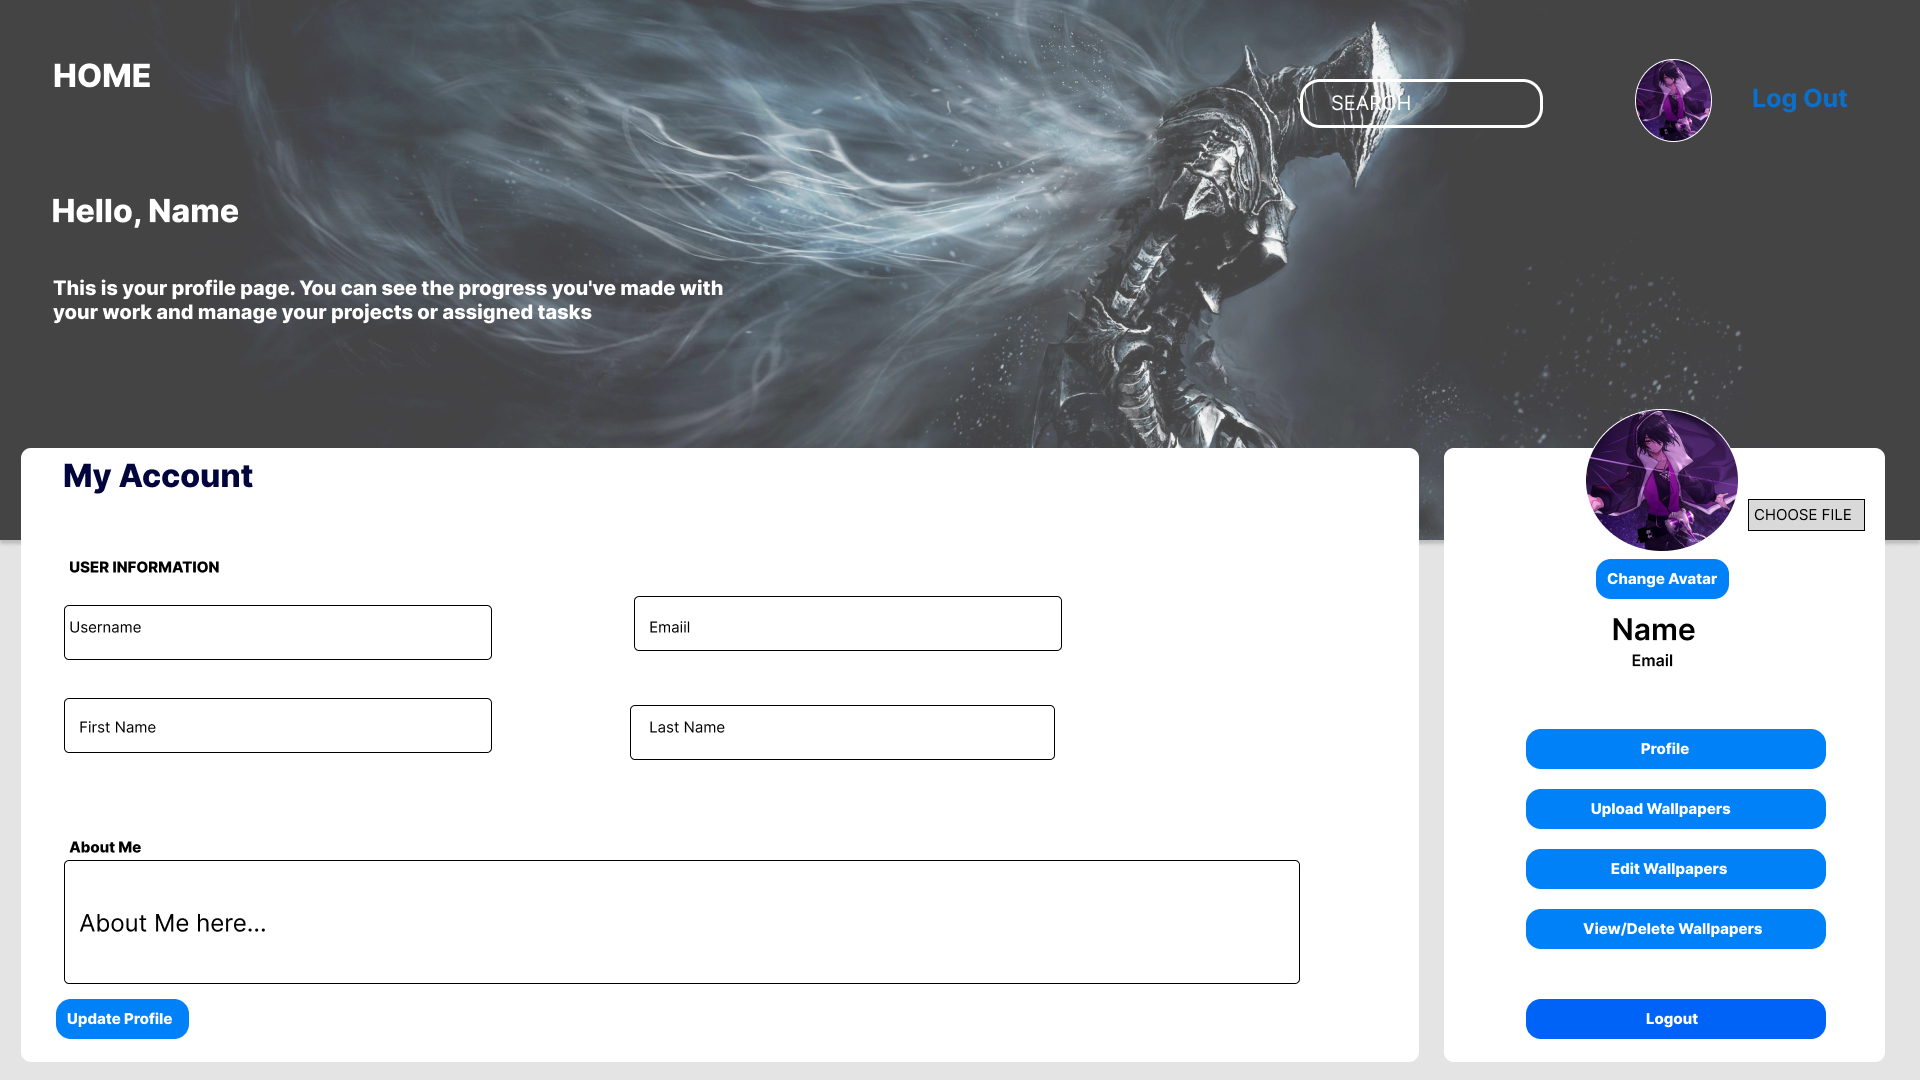 HOME
SEARCH
Log Out
Hello, Name
This is your profile page. You can see the progress you've made with
your work and manage your projects or assigned tasks
My Account
USER INFORMATION
Username
Emaiil
First Name
Last Name
About Me
About Me here...
Update Profile
CHOOSE FILE
Change Avatar
Name
Email
Profile
Upload Wallpapers
Edit Wallpapers
View/Delete Wallpapers
Logout